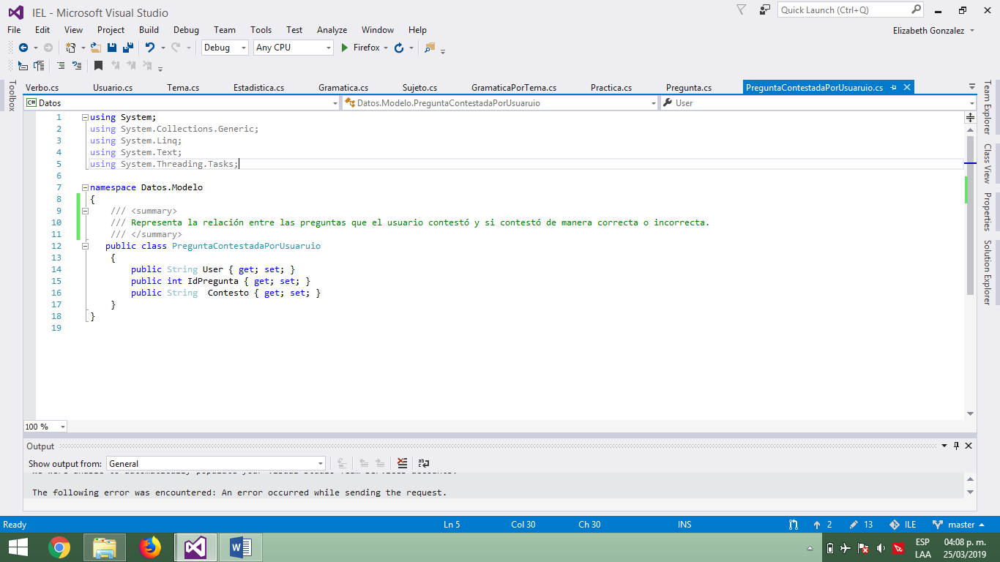 IEL - Microsoft Visual Studio
Quick Launch (Ctrl+Q)
File Edit View Project Build Debug Team Tools Test Analyze Window Help
Elizabeth Gonzalez
Debug Any CPU Firefox
Toolbox
Verbo.cs Usuario.cs Tema.cs Estadistica.cs Gramatica.cs Sujeto.cs GramaticaPorTema.cs Practica.cs Pregunta.cs PreguntaContestadaPorUsuaruio.cs
C# Datos Datos.Modelo.PreguntaContestadaPorUsuaruio User
1 using System;
2 using System.Collections.Generic;
3 using System.Linq;
4 using System.Text;
5 using System.Threading.Tasks;
6
7 namespace Datos.Modelo
8 {
9 /// <summary>
10 /// Representa la relación entre las preguntas que el usuario contestó y si contestó de manera correcta o incorrecta.
11 /// </summary>
12 public class PreguntaContestadaPorUsuaruio
13 {
14 public String User { get; set; }
15 public int IdPregunta { get; set; }
16 public String  Contesto { get; set; }
17 }
18 }
19
Team Explorer
Class View
Properties
Solution Explorer
100 %
Output
Show output from: General
The following error was encountered: An error occurred while sending the request.
Ready Ln 5 Col 30 Ch 30 INS 2 13 ILE master
ESP 04:08 p. m.
LAA 25/03/2019